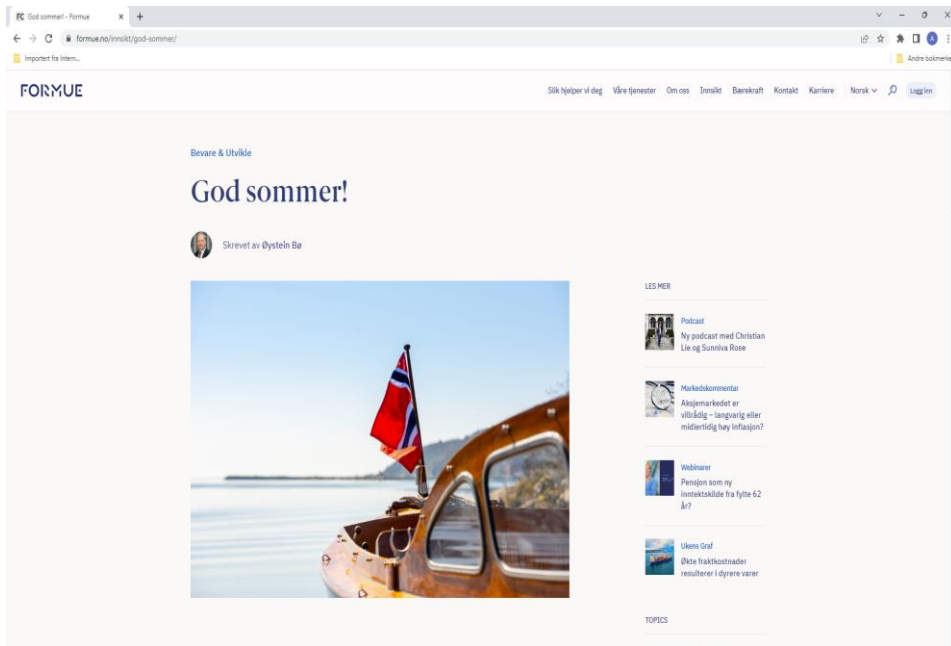 FC God sommer! - Formue
formue.no/innsikt/god-sommer/
Importert fra Intern...
Andre bokmerker
FORMUE
Slik hjelper vi deg Våre tjenester Om oss Innsikt Bærekraft Kontakt Karriere Norsk Logg inn
Bevare & Utvikle
God sommer!
Skrevet av Øystein Bø
LES MER
Podcast
Ny podcast med Christian
Lie og Sunniva Rose
Markedskommentar
Aksjemarkedet er
villrådig – langvarig eller
midlertidig høy inflasjon?
Webinarer
Pensjon som ny
inntektskilde fra fylte 62
år?
Ukens Graf
Økte fraktkostnader
resulterer i dyrere varer
TOPICS